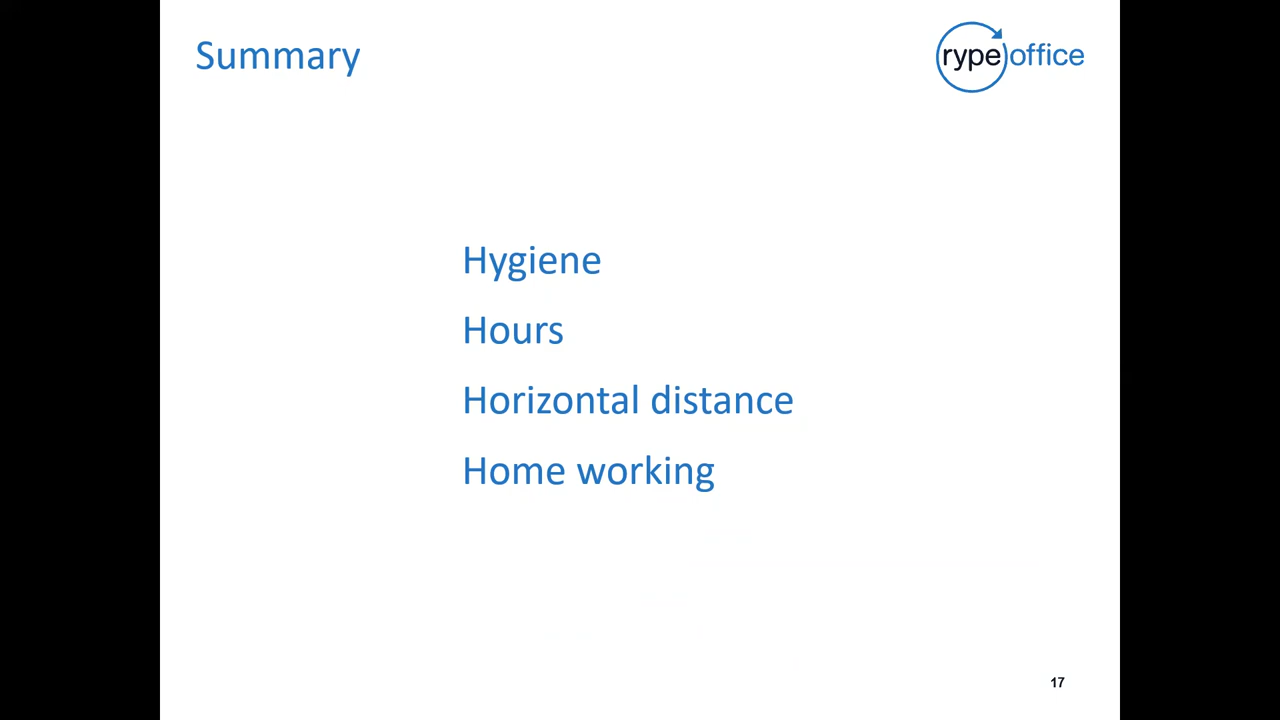 Summary
rype office
Hygiene
Hours
Horizontal distance
Home working
17